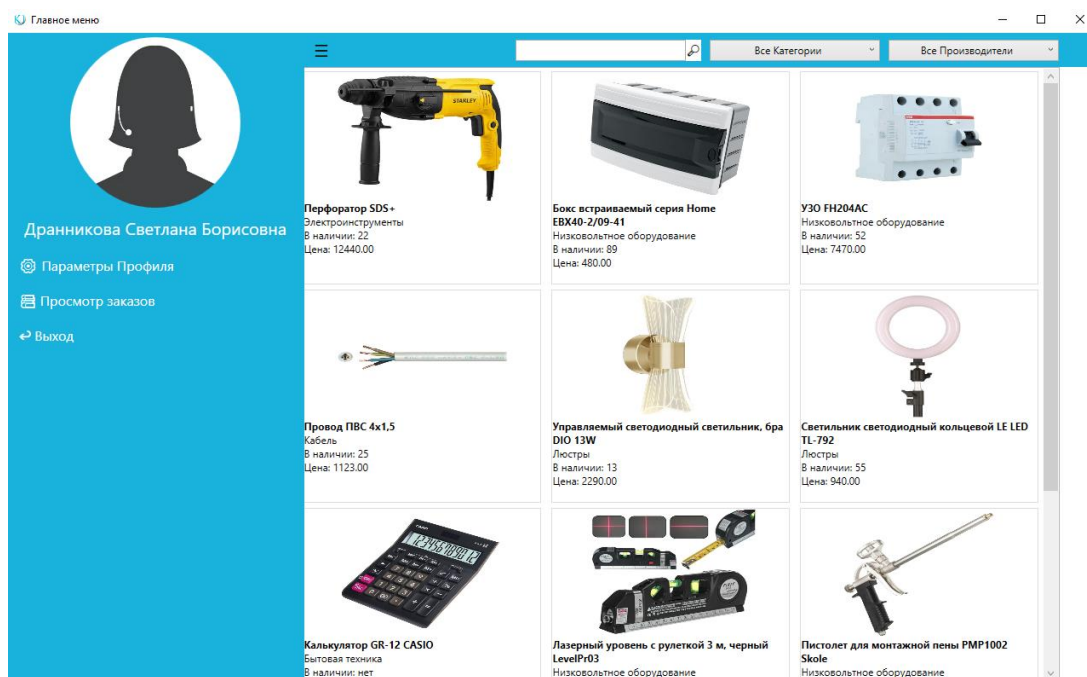 Главное меню
Все Категории
Все Производители
Дранникова Светлана Борисовна
Параметры Профиля
Просмотр заказов
Выход
STANLEY
Перфоратор SDS+
Электроинструменты
В наличии: 22
Цена: 12440.00
Бокс встраиваемый серия Home
EBX40-2/09-41
Низковольтное оборудование
В наличии: 89
Цена: 480.00
УЗО FH204AC
Низковольтное оборудование
В наличии: 52
Цена: 7470.00
Провод ПВС 4х1,5
Кабель
В наличии: 25
Цена: 1123.00
Управляемый светодиодный светильник, бра
DIO 13W
Люстры
В наличии: 13
Цена: 2290.00
Светильник светодиодный кольцевой LE LED
TL-792
Люстры
В наличии: 55
Цена: 940.00
Калькулятор GR-12 CASIO
Бытовая техника
В наличии: нет
Лазерный уровень с рулеткой 3 м, черный
LevelPr03
Низковольтное оборудование
Пистолет для монтажной пены PMP1002
Skole
Низковольтное оборудование